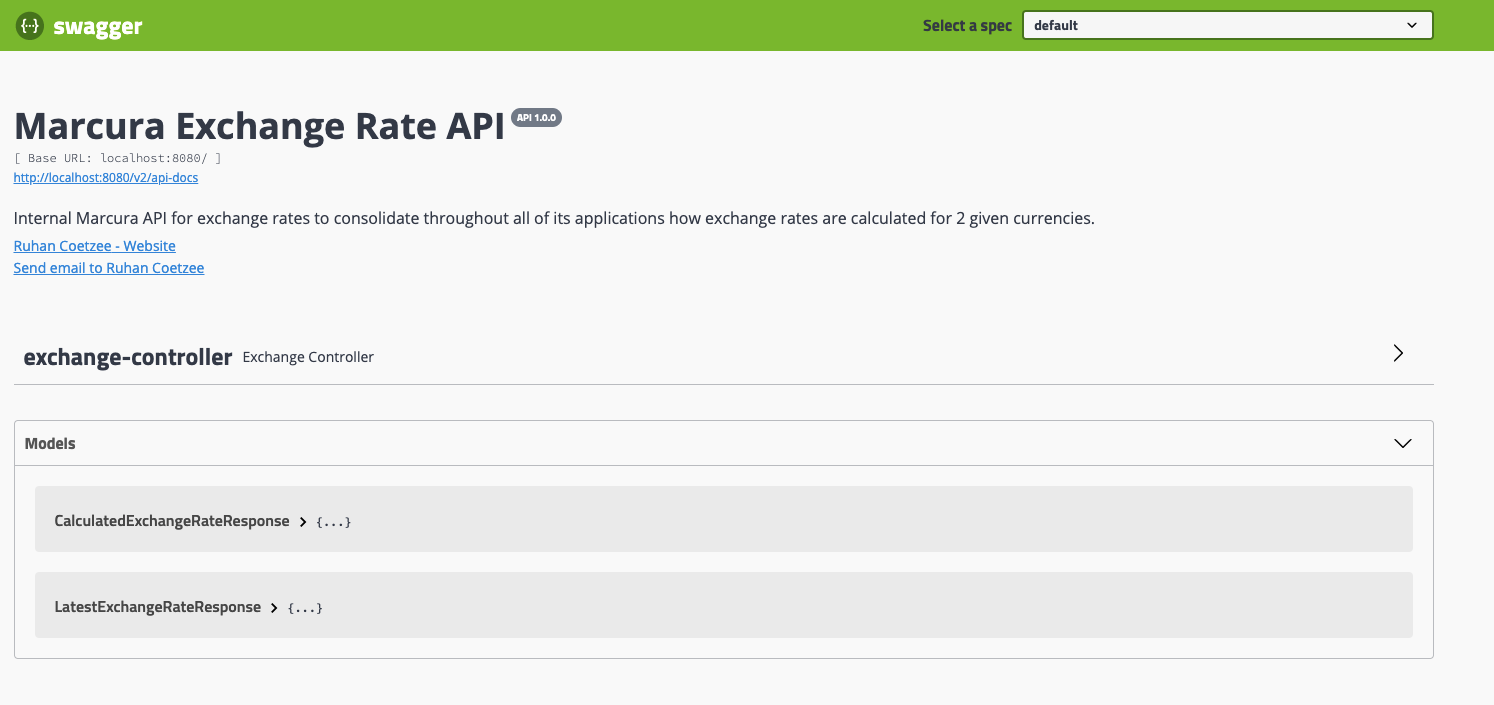 {···} swagger
Select a spec default
Marcura Exchange Rate API API 1.0.0
[ Base URL: localhost:8080/ ]
http://localhost:8080/v2/api-docs
Internal Marcura API for exchange rates to consolidate throughout all of its applications how exchange rates are calculated for 2 given currencies.
Ruhan Coetzee - Website
Send email to Ruhan Coetzee
exchange-controller Exchange Controller
Models
CalculatedExchangeRateResponse {...}
LatestExchangeRateResponse {...}